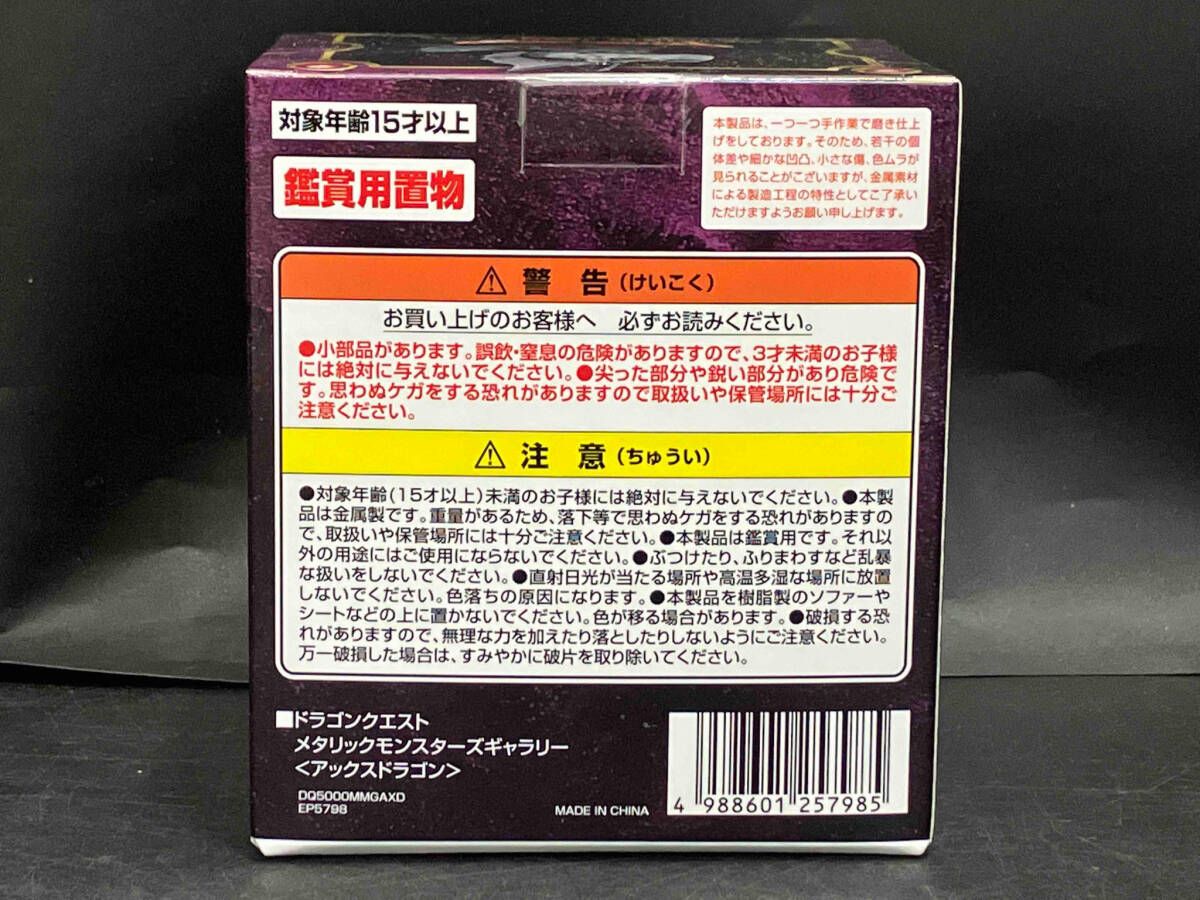 対象年齢15才以上
鑑賞用置物
本製品は、一つ一つ手作業で磨き仕上
げをしております。そのため、若干の個
体差や細かな凹凸、小さな傷、色ムラが
見られることがございますが、金属素材
による製造工程の特性としてご了承い
ただけますようお願い申し上げます。
⚠ 警 告 (けいこく)
お買い上げのお客様へ 必ずお読みください。
●小部品があります。誤飲・窒息の危険がありますので、3才未満のお子様
には絶対に与えないでください。●尖った部分や鋭い部分があり危険で
す。思わぬケガをする恐れがありますので取扱いや保管場所には十分ご
注意ください。
⚠ 注 意 (ちゅうい)
●対象年齢(15才以上)未満のお子様には絶対に与えないでください。●本製
品は金属製です。重量があるため、落下等で思わぬケガをする恐れがありますの
で、取扱いや保管場所には十分ご注意ください。●本製品は鑑賞用です。それ以
外の用途にはご使用にならないでください。●ぶつけたり、ふりまわすなど乱暴
な扱いをしないでください。●直射日光が当たる場所や高温多湿な場所に放置
しないでください。色落ちの原因になります。●本製品を樹脂製のソファーや
シートなどの上に置かないでください。色が移る場合があります。●破損する恐
れがありますので、無理な力を加えたり落としたりしないようにご注意ください。
万一破損した場合は、すみやかに破片を取り除いてください。
■ドラゴンクエスト
メタリックモンスターズギャラリー
<アックスドラゴン>
DQ5000MMGAXD
EP5798
MADE IN CHINA
4 988601 257985